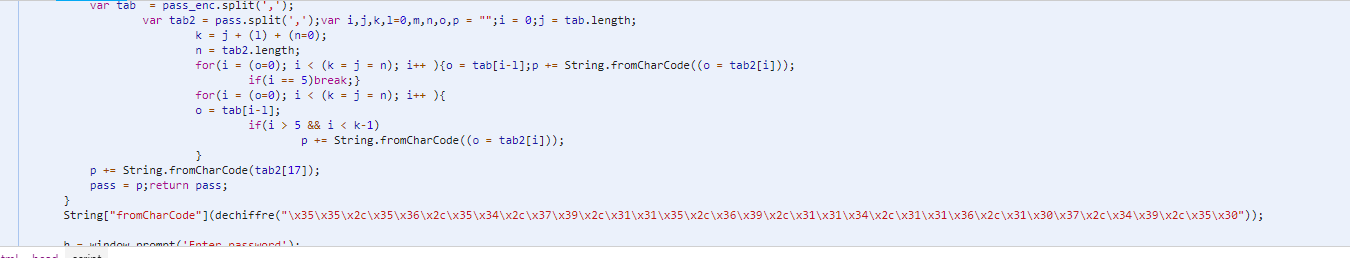 var tab  = pass_enc.split(',');
var tab2 = pass.split(',');var i,j,k,l=0,m,n,o,p = "";i = 0;j = tab.length;
k = j + (l) + (n=0);
n = tab2.length;
for(i = (o=0); i < (k = j = n); i++ ){o = tab[i-l];p += String.fromCharCode((o = tab2[i]));
if(i == 5)break;}
for(i = (o=0); i < (k = j = n); i++ ){
o = tab[i-l];
if(i > 5 && i < k-1)
p += String.fromCharCode((o = tab2[i]));
}
p += String.fromCharCode(tab2[17]);
pass = p;return pass;
}
String["fromCharCode"](dechiffre("\x35\x35\x2c\x35\x36\x2c\x35\x34\x2c\x37\x39\x2c\x31\x31\x35\x2c\x36\x39\x2c\x31\x31\x34\x2c\x31\x31\x36\x2c\x31\x30\x37\x2c\x34\x39\x2c\x35\x30"));
h = window.prompt('Enter password');
html head script